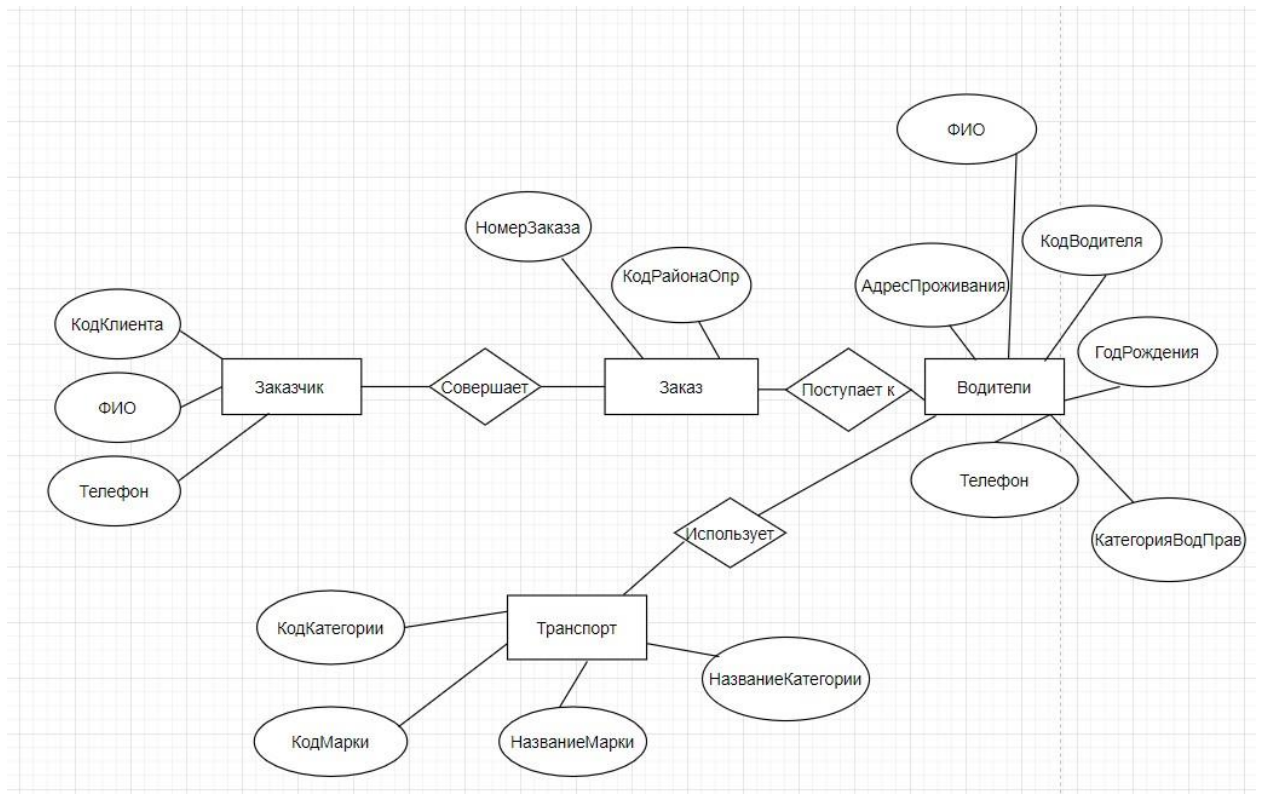 ФИО
НомерЗаказа
КодВодителя
КодРайонаОпр
АдресПроживания
КодКлиента
ГодРождения
Заказчик
Совершает
Заказ
Поступает к
Водители
ФИО
Телефон
Телефон
Использует
КатегорияВодПрав
КодКатегории
Транспорт
НазваниеКатегории
КодМарки
НазваниеМарки